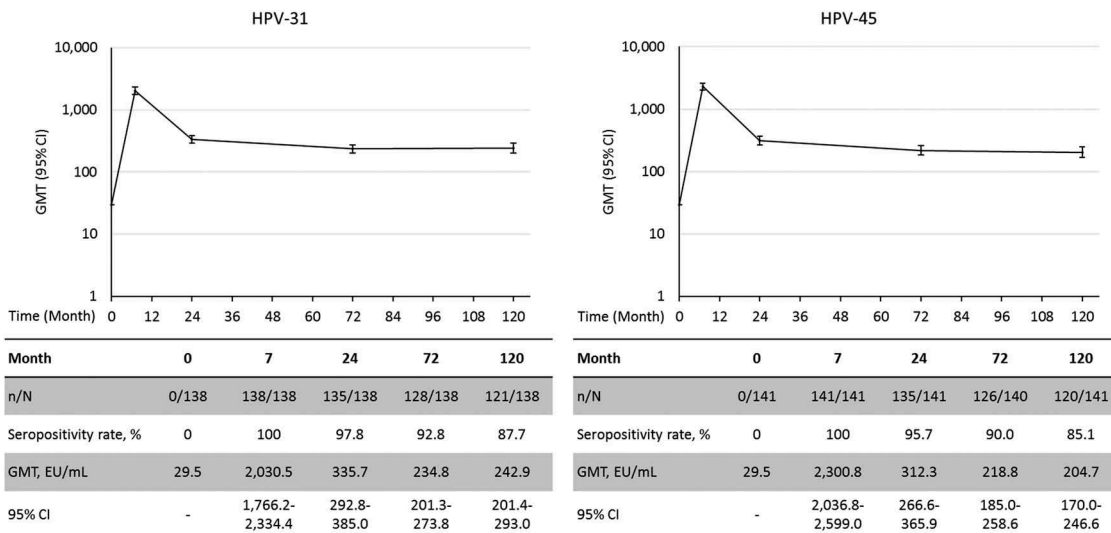 HPV-31
10,000
1,000
100
10
1
GMT (95% CI)
Time (Month) 0 12 24 36 48 60 72 84 96 108 120
Month 0 7 24 72 120
n/N 0/138 138/138 135/138 128/138 121/138
Seropositivity rate, % 0 100 97.8 92.8 87.7
GMT, EU/mL 29.5 2,030.5 335.7 234.8 242.9
95% CI - 1,766.2-2,334.4 292.8-385.0 201.3-273.8 201.4-293.0
HPV-45
10,000
1,000
100
10
1
GMT (95% CI)
Time (Month) 0 12 24 36 48 60 72 84 96 108 120
Month 0 7 24 72 120
n/N 0/141 141/141 135/141 126/140 120/141
Seropositivity rate, % 0 100 95.7 90.0 85.1
GMT, EU/mL 29.5 2,300.8 312.3 218.8 204.7
95% CI - 2,036.8-2,599.0 266.6-365.9 185.0-258.6 170.0-246.6